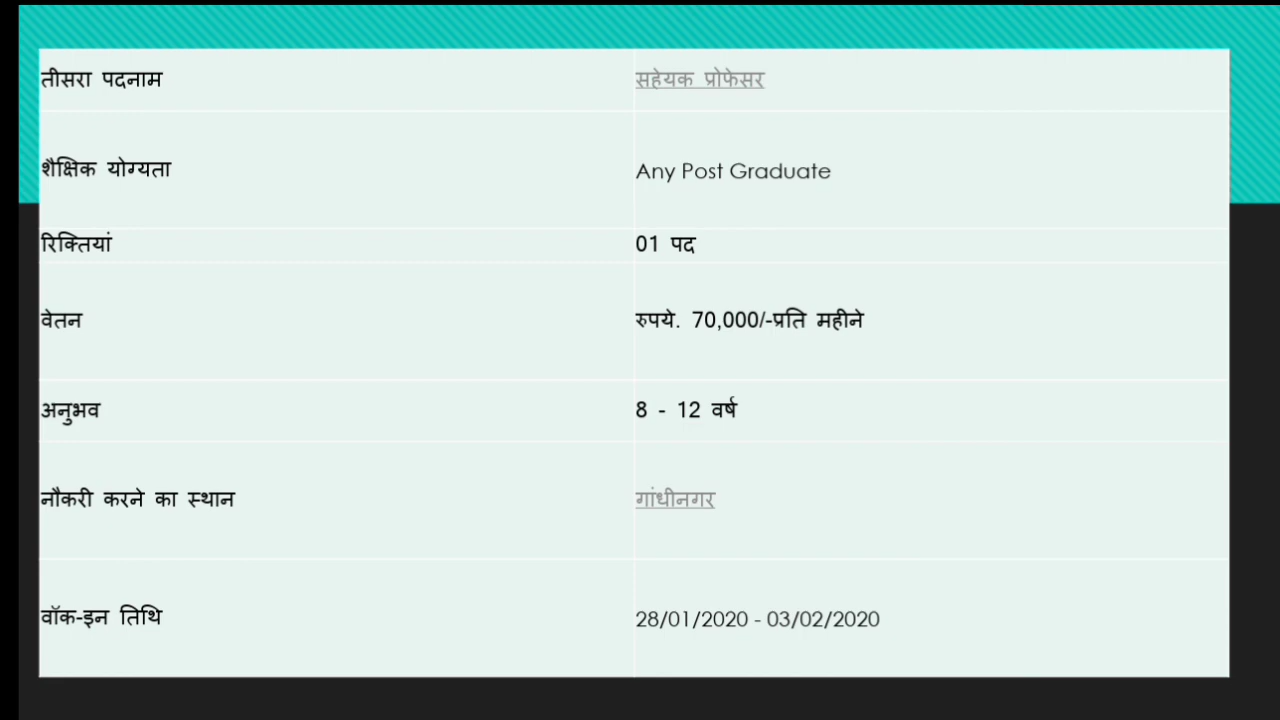 तीसरा पदनाम सहेयक प्रोफेसर
शैक्षिक योग्यता Any Post Graduate
रिक्तियां 01 पद
वेतन रुपये. 70,000/-प्रति महीने
अनुभव 8 - 12 वर्ष
नौकरी करने का स्थान गांधीनगर
वॉक-इन तिथि 28/01/2020 - 03/02/2020